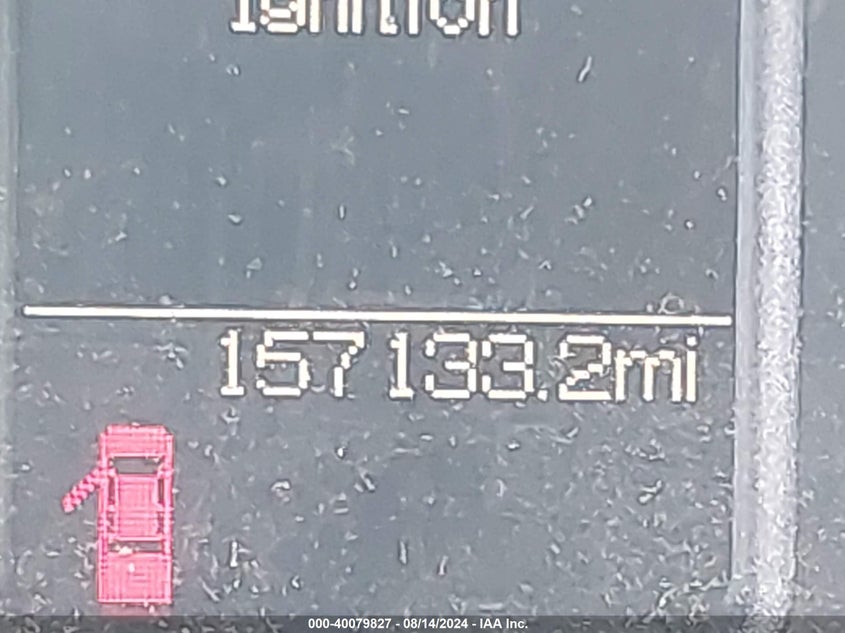 Ignition
157133.2mi
000-40079827 - 08/14/2024 - IAA Inc.